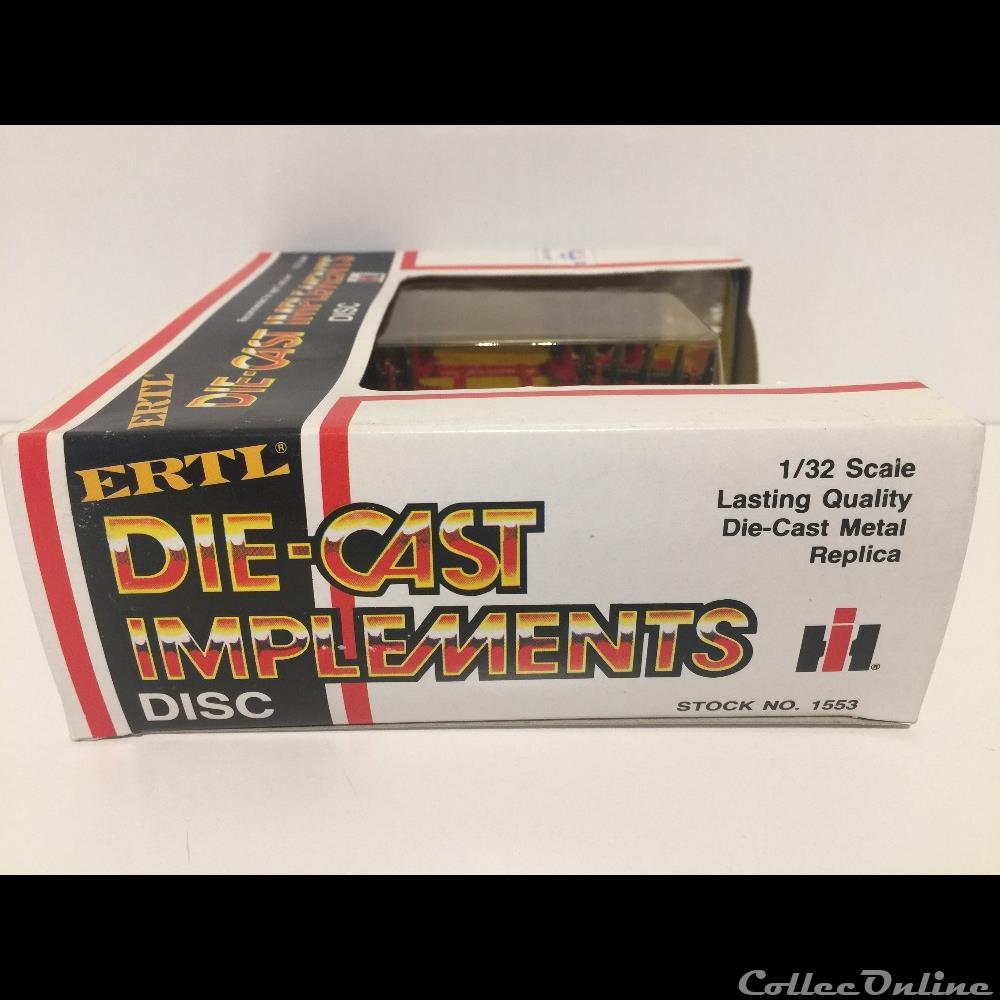 ERTL
DIE-CAST IMPLEMENTS
DISC
ERTL®
DIE-CAST
IMPLEMENTS
DISC
1/32 Scale
Lasting Quality
Die-Cast Metal
Replica
IH®
STOCK NO. 1553
CollecOnline